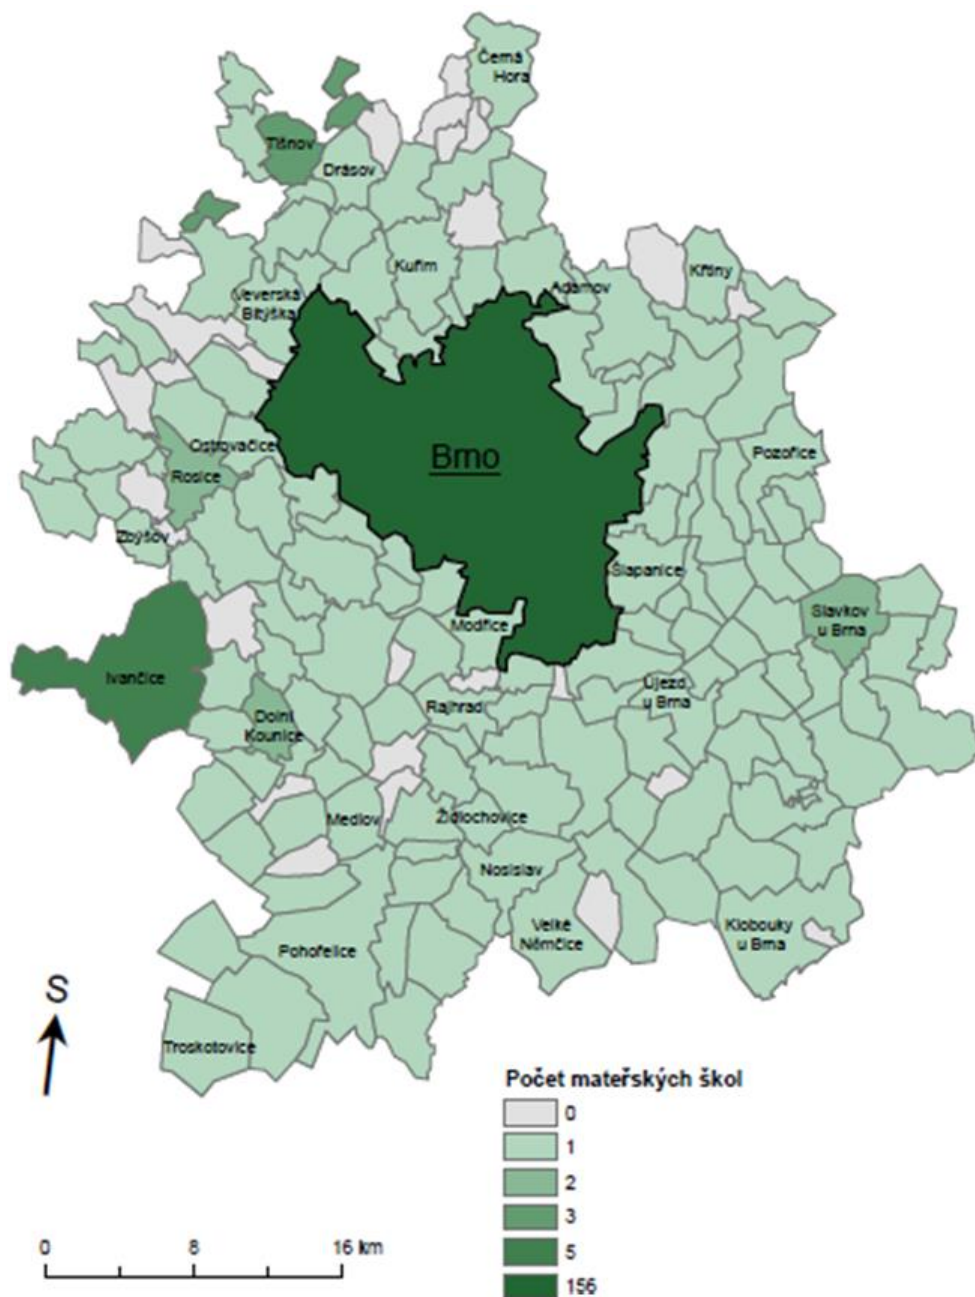 Černá
Hora
Tišnov
Drásov
Kuřim
Křtiny
Adamov
Veverská
Bítýška
Ostrovačice
Brno
Pozořice
Rosice
Zbýšov
Šlapanice
Slavkov
u Brna
Modřice
Ivančice
Újezd
u Brna
Rajhrad
Dolní
Kounice
Medlov
Židlochovice
Nosislav
Velké
Němčice
Klobouky
u Brna
Pohořelice
S
Troskotovice
Počet mateřských škol
0
1
2
3
5
156
0 8 16 km